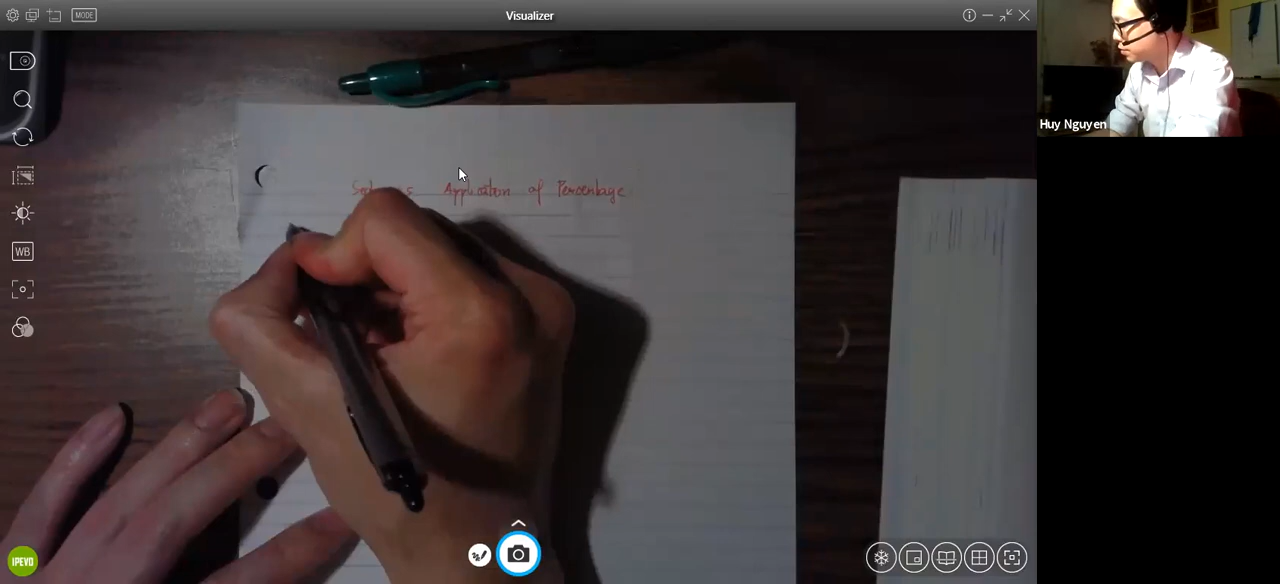 MODE
Visualizer
Huy Nguyen
Application of Percentage
WB
IPEVO